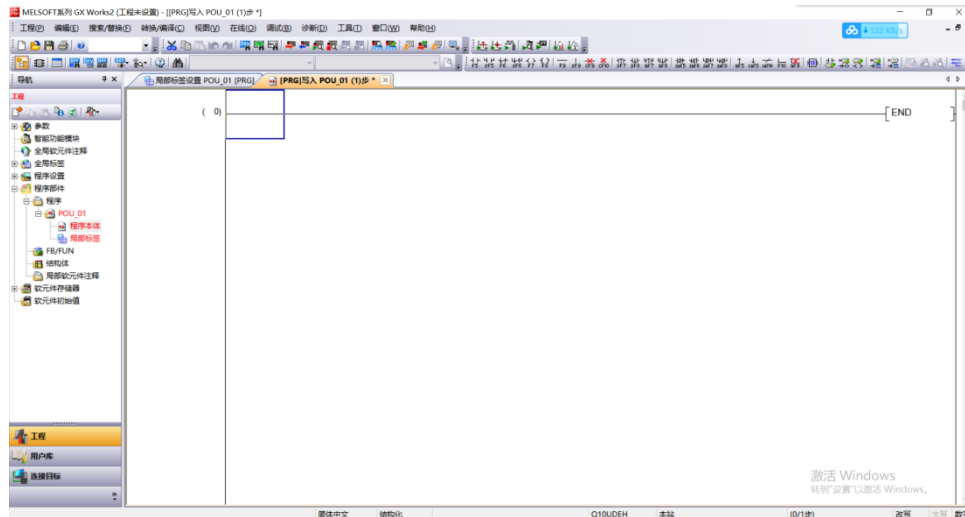 MELSOFT系列 GX Works2 (工程未设置) - [[PRG]写入 POU_01 (1)步 *]
工程(P) 编辑(E) 搜索/替换(F) 转换/编译(C) 视图(V) 在线(O) 调试(B) 诊断(D) 工具(T) 窗口(W) 帮助(H)
122 KB/s
导航
局部标签设置 POU_01 [PRG]
[PRG]写入 POU_01 (1)步 *
工程
( 0)
END
参数
智能功能模块
全局软元件注释
全局标签
程序设置
程序部件
程序
POU_01
程序本体
局部标签
FB/FUN
结构体
局部软元件注释
软元件存储器
软元件初始值
工程
用户库
连接目标
激活 Windows
转到"设置"以激活 Windows。
简体中文 结构化 Q10UDEH 本站 (0/1步) 改写 大写 数字